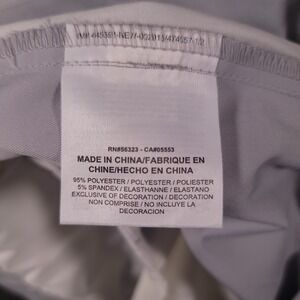 RN#56323 - CA#05553
MADE IN CHINA/FABRIQUE EN
CHINE/HECHO EN CHINA
95% POLYESTER / POLYESTER / POLIESTER
5% SPANDEX / ELASTHANNE / ELASTANO
EXCLUSIVE OF DECORATION / DECORATION
NON COMPRISE / NO INCLUYE LA
DECORACION